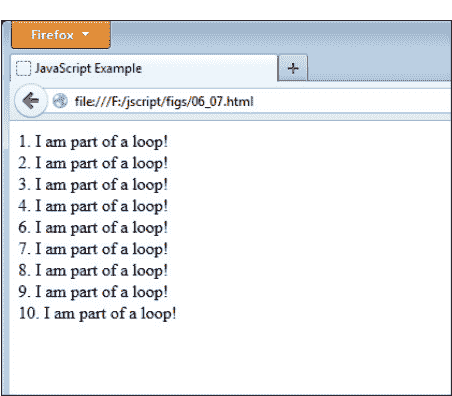 Firefox
JavaScript Example
file:///F:/jscript/figs/06_07.html
1. I am part of a loop!
2. I am part of a loop!
3. I am part of a loop!
4. I am part of a loop!
6. I am part of a loop!
7. I am part of a loop!
8. I am part of a loop!
9. I am part of a loop!
10. I am part of a loop!